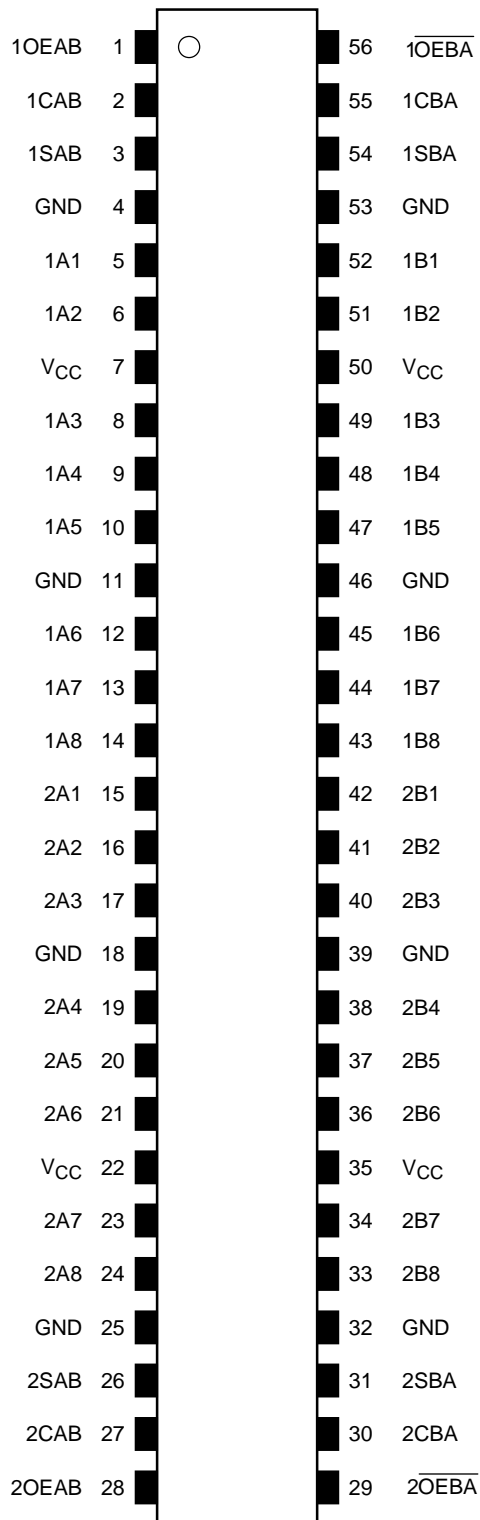 1OEAB 1 56 1OEBA
1CAB 2 55 1CBA
1SAB 3 54 1SBA
GND 4 53 GND
1A1 5 52 1B1
1A2 6 51 1B2
VCC 7 50 VCC
1A3 8 49 1B3
1A4 9 48 1B4
1A5 10 47 1B5
GND 11 46 GND
1A6 12 45 1B6
1A7 13 44 1B7
1A8 14 43 1B8
2A1 15 42 2B1
2A2 16 41 2B2
2A3 17 40 2B3
GND 18 39 GND
2A4 19 38 2B4
2A5 20 37 2B5
2A6 21 36 2B6
VCC 22 35 VCC
2A7 23 34 2B7
2A8 24 33 2B8
GND 25 32 GND
2SAB 26 31 2SBA
2CAB 27 30 2CBA
2OEAB 28 29 2OEBA